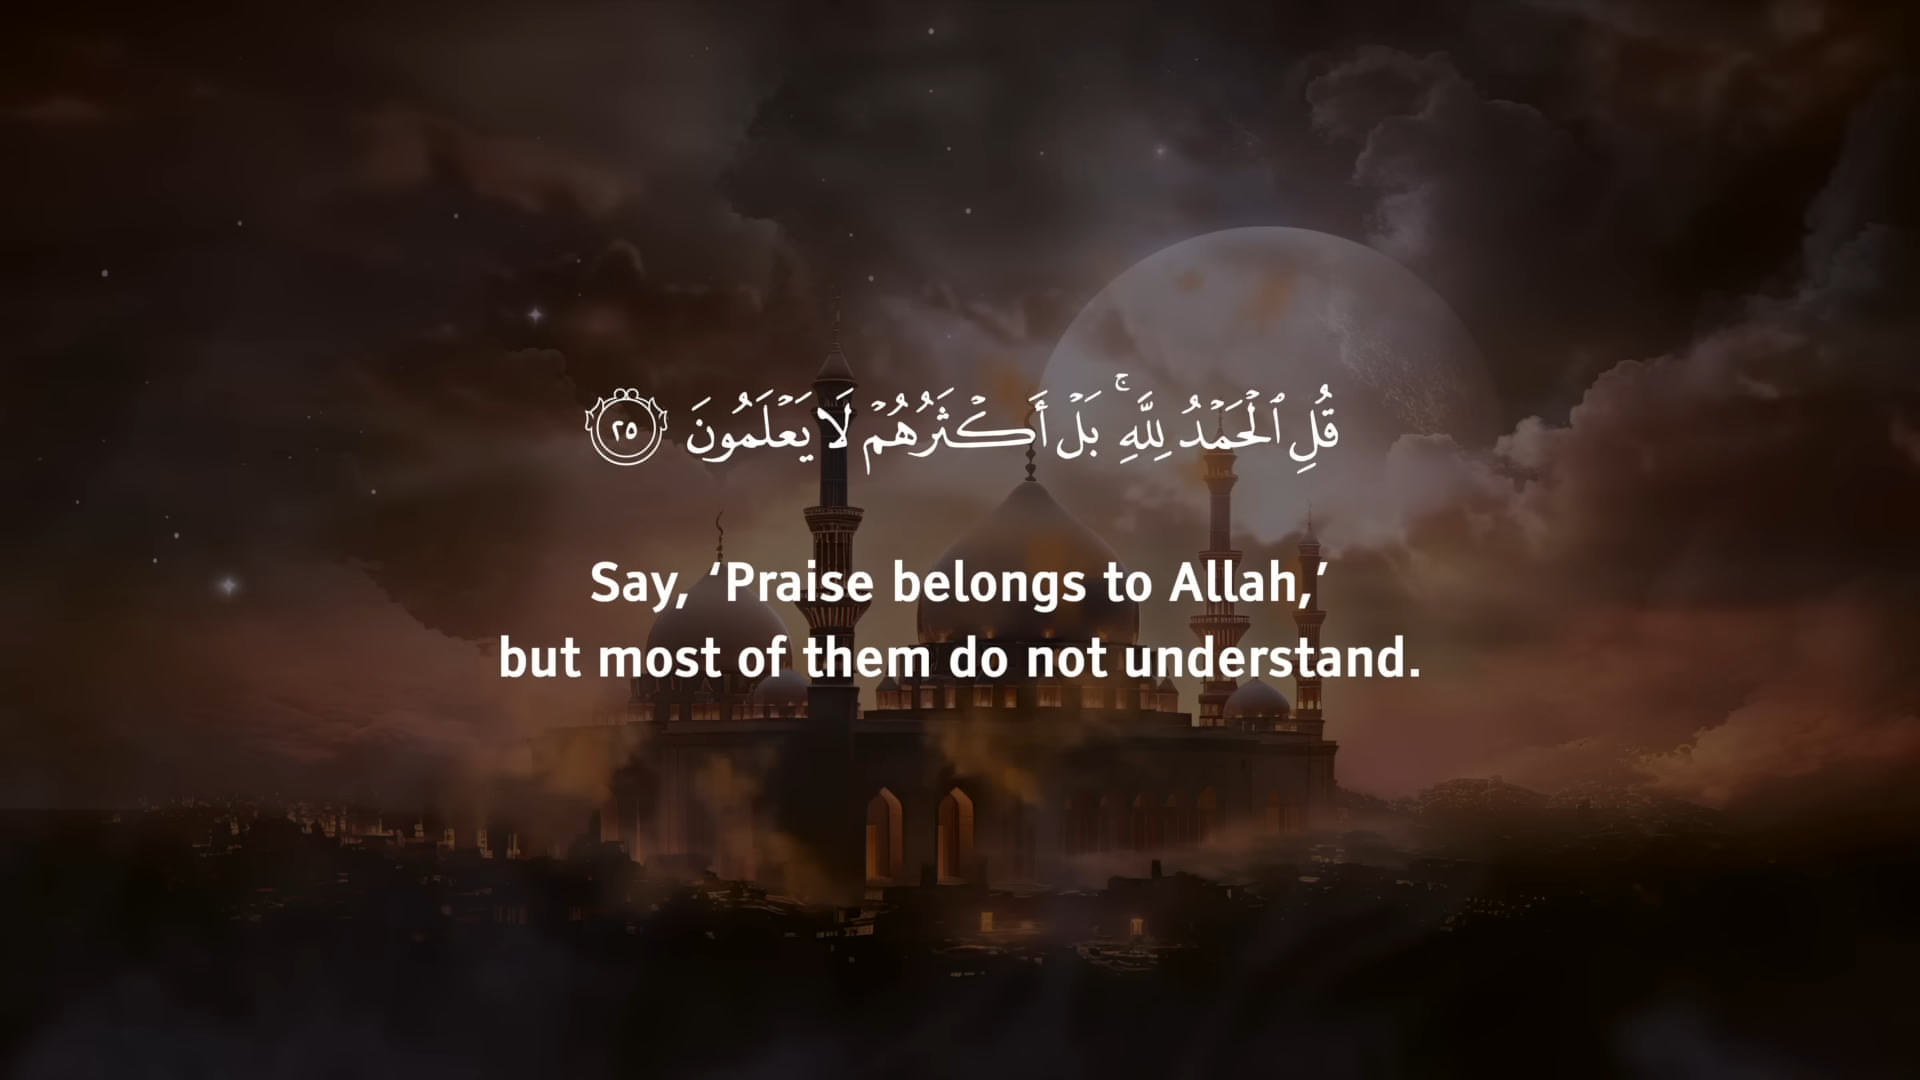 قُلِ ٱلْحَمْدُ لِلَّهِ ۚ بَلْ أَكْثَرُهُمْ لَا يَعْلَمُونَ ٢٥
Say, ‘Praise belongs to Allah,’
but most of them do not understand.